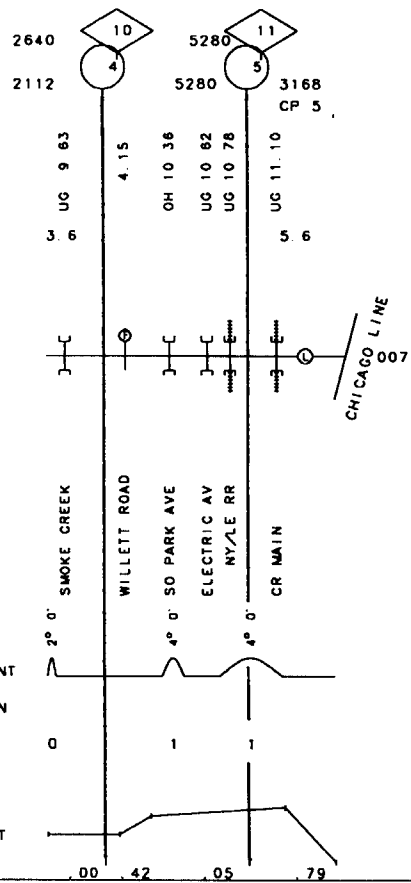 10
11
2640
5280
4
5
2112
5280
3168
CP 5
UG 9 63
4.15
OH 10 36
UG 10 62
UG 10 78
UG 11.10
3.6
5.6
P
L
CHICAGO LINE
007
SMOKE CREEK
WILLETT ROAD
SO PARK AVE
ELECTRIC AV
NY/LE RR
CR MAIN
2° 0'
4° 0'
4° 0'
NT
N
0
1
1
T
00
42
05
79